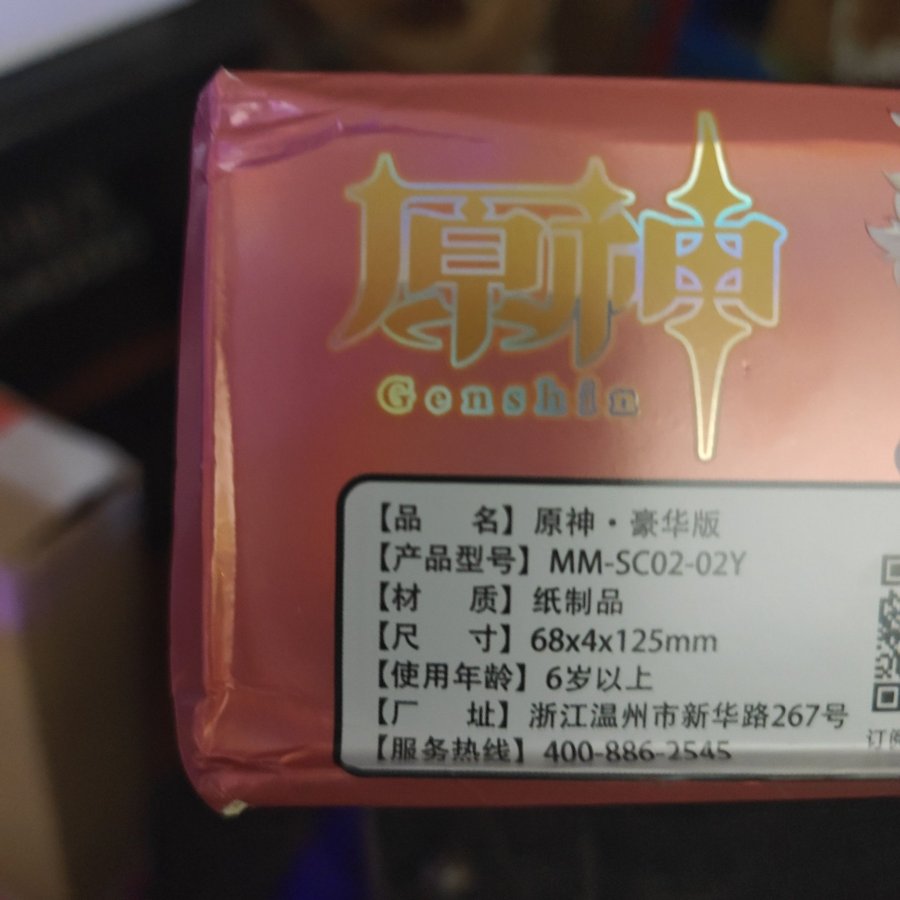 原神
Genshin
【品 名】原神·豪华版
【产品型号】MM-SC02-02Y
【材 质】纸制品
【尺 寸】68x4x125mm
【使用年龄】6岁以上
【厂 址】浙江温州市新华路267号
【服务热线】400-886-2545
订阅